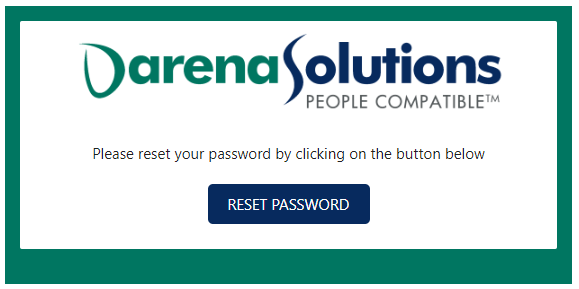 DarenaSolutions
PEOPLE COMPATIBLE™
Please reset your password by clicking on the button below
RESET PASSWORD